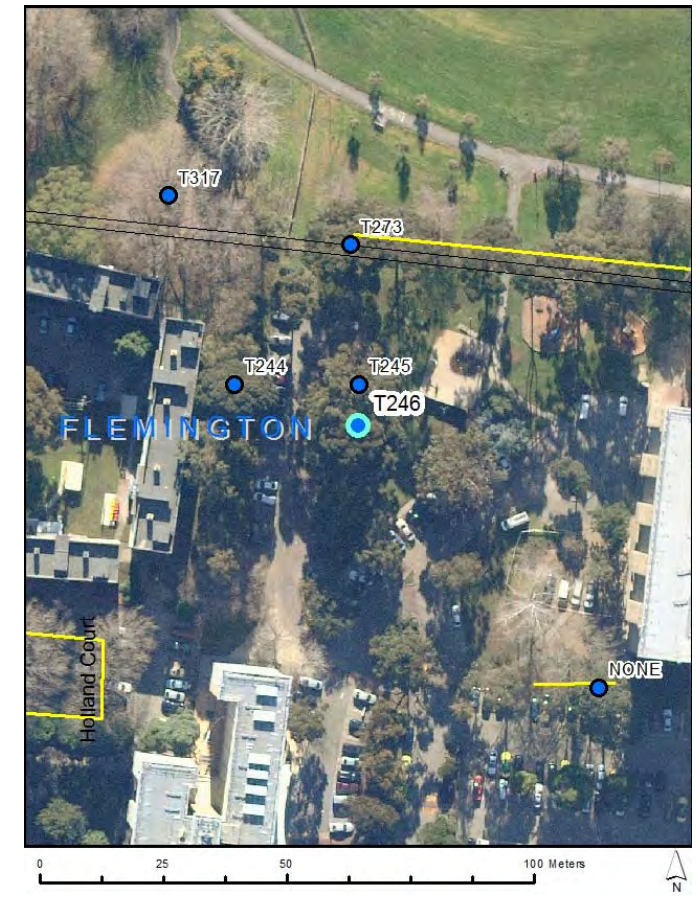 T317
T273
T244
T245
T246
FLEMINGTON
Holland Court
NONE
0 25 50 100 Meters
N